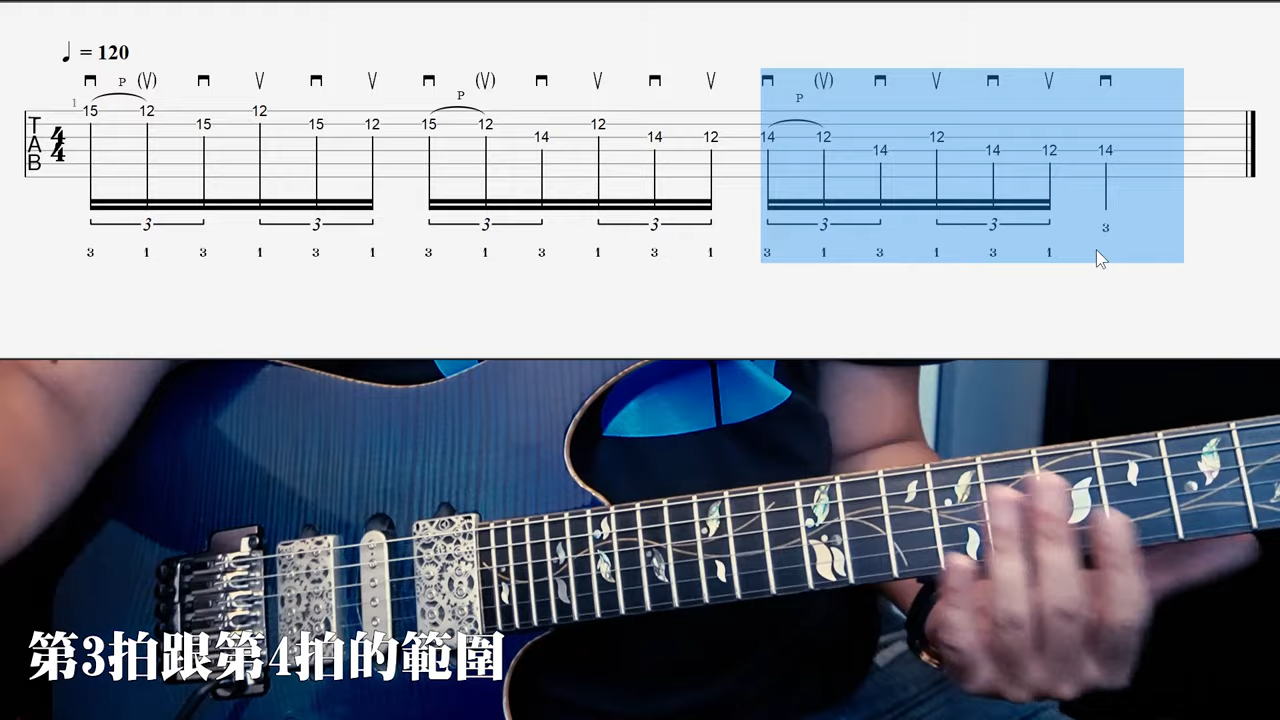 ♩ = 120
P (V) V V V P (V) V V V P (V) V V
1
T
A
B
4
4
15 12 15 12 15 12 15 12 14 12 14 12 14 12 14 12 14 12 14
3 3 3 3 3 3 3
3 1 3 1 3 1 3 1 3 1 3 1 3 1 3 1 3 1
第3拍跟第4拍的範圍